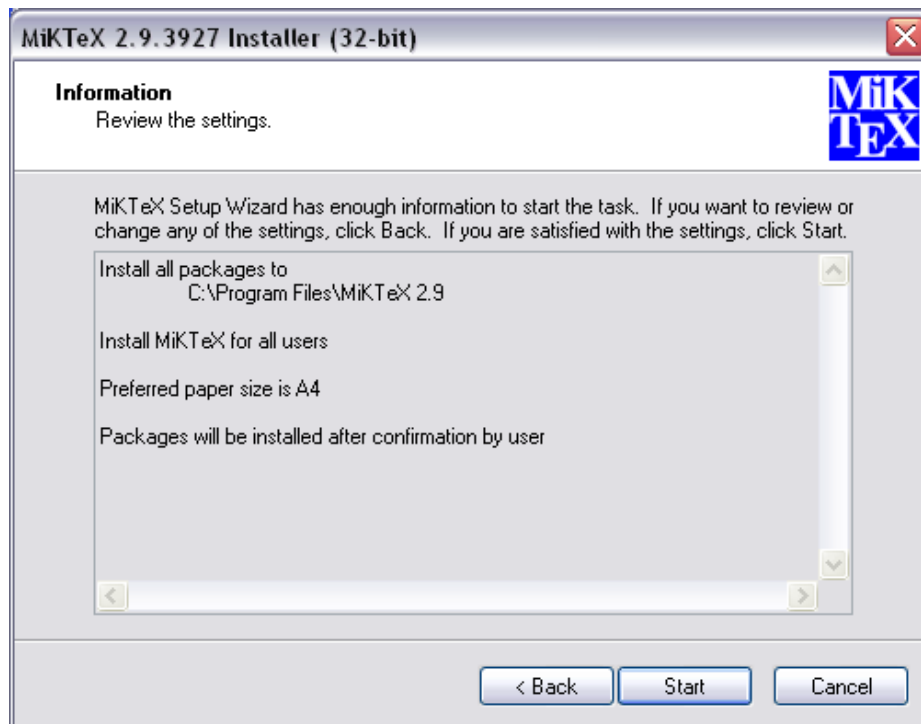 MiKTeX 2.9.3927 Installer (32-bit)
Information
Review the settings.
MiK
TEX
MiKTeX Setup Wizard has enough information to start the task.  If you want to review or
change any of the settings, click Back.  If you are satisfied with the settings, click Start.
Install all packages to
C:\Program Files\MiKTeX 2.9
Install MiKTeX for all users
Preferred paper size is A4
Packages will be installed after confirmation by user
< Back
Start
Cancel